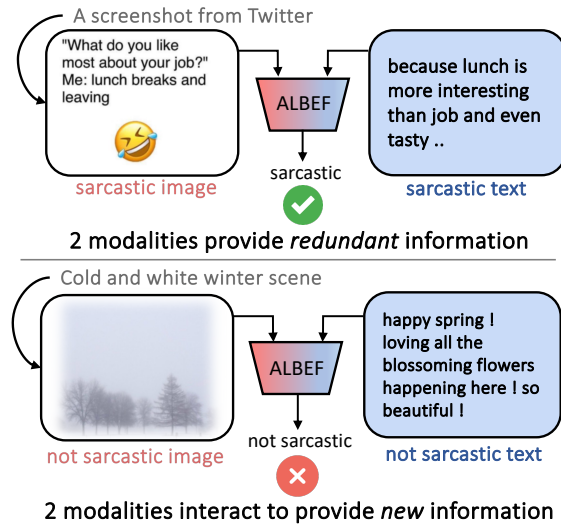 A screenshot from Twitter
"What do you like
most about your job?"
Me: lunch breaks and
leaving
ALBEF
because lunch is
more interesting
than job and even
tasty ..
sarcastic
sarcastic image
sarcastic text
2 modalities provide redundant information
Cold and white winter scene
ALBEF
happy spring !
loving all the
blossoming flowers
happening here ! so
beautiful !
not sarcastic
not sarcastic image
not sarcastic text
2 modalities interact to provide new information